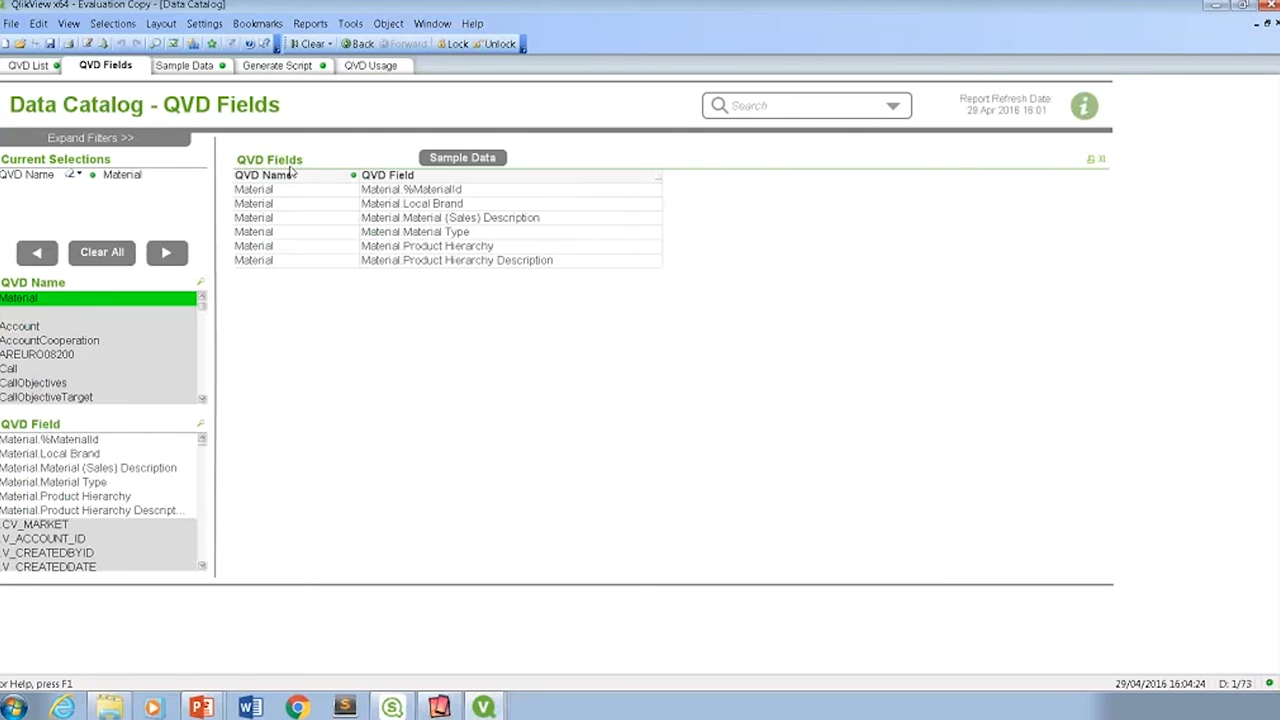 QlikView x64 - Evaluation Copy - [Data Catalog]
File Edit View Selections Layout Settings Bookmarks Reports Tools Object Window Help
Clear Back Forward Lock Unlock
QVD List QVD Fields Sample Data Generate Script QVD Usage
Data Catalog - QVD Fields
Search
Report Refresh Date:
29 Apr 2016 16:01
Expand Filters >>
Current Selections
QVD Name Material
Clear All
QVD Name
Material
Account
AccountCooperation
AREURO08200
Call
CallObjectives
CallObjectiveTarget
QVD Field
Material.%MaterialId
Material.Local Brand
Material.Material (Sales) Description
Material.Material Type
Material.Product Hierarchy
Material.Product Hierarchy Descript...
.CV_MARKET
.V_ACCOUNT_ID
.V_CREATEDBYID
.V_CREATEDDATE
QVD Fields Sample Data
XL
QVD Name QVD Field
Material Material.%MaterialId
Material Material.Local Brand
Material Material.Material (Sales) Description
Material Material.Material Type
Material Material.Product Hierarchy
Material Material.Product Hierarchy Description
or Help, press F1
29/04/2016 16:04:24 D: 1/73